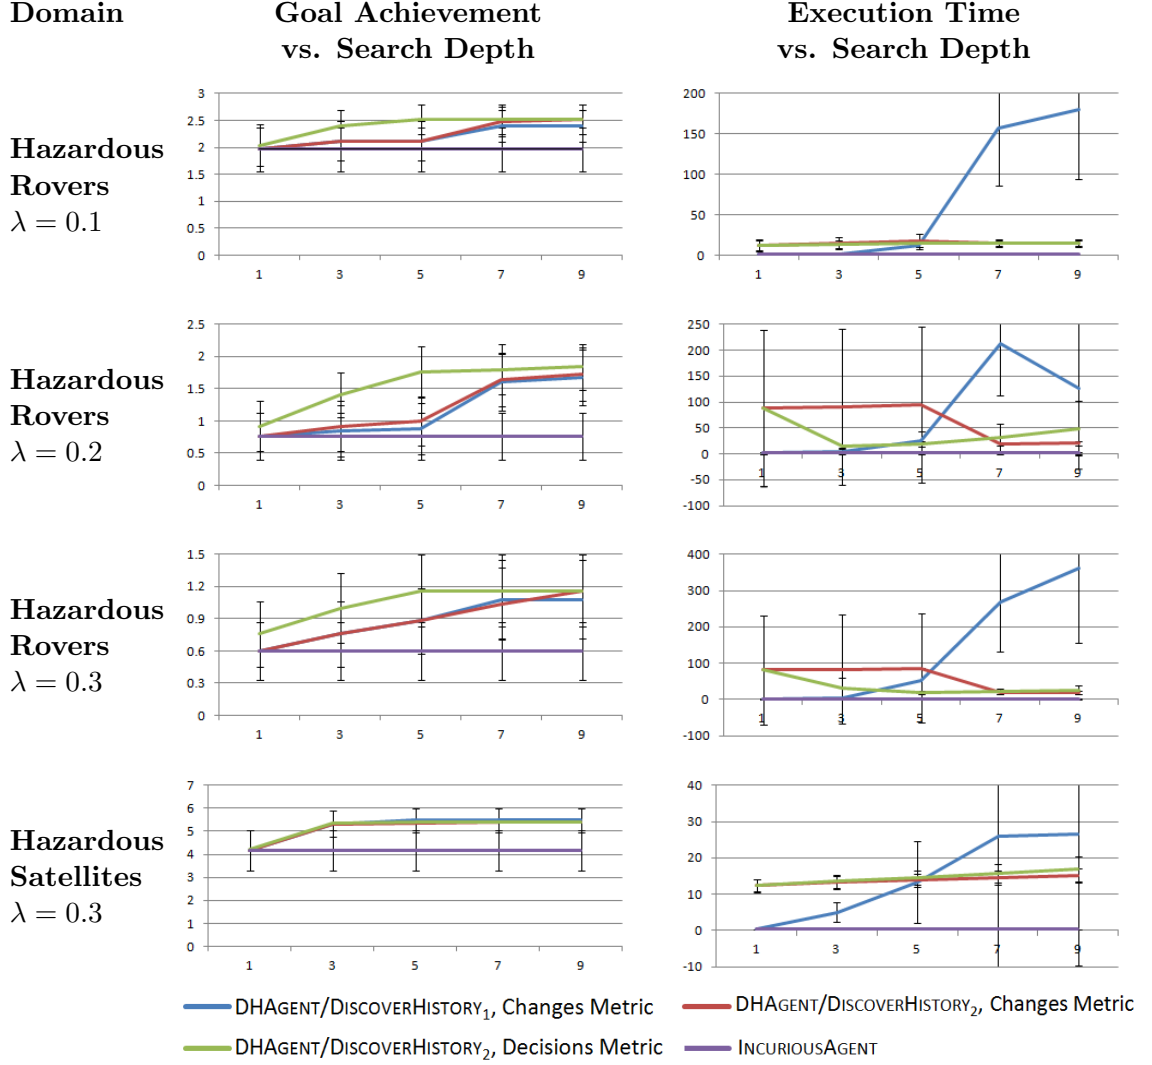 Domain
Goal Achievement
vs. Search Depth
Execution Time
vs. Search Depth
Hazardous
Rovers
λ = 0.1
3
2.5
2
1.5
1
0.5
0
1 3 5 7 9
200
150
100
50
0
1 3 5 7 9
Hazardous
Rovers
λ = 0.2
2.5
2
1.5
1
0.5
0
1 3 5 7 9
250
200
150
100
50
0
-50
-100
1 3 5 7 9
Hazardous
Rovers
λ = 0.3
1.5
1.2
0.9
0.6
0.3
0
1 3 5 7 9
400
300
200
100
0
-100
1 3 5 7 9
Hazardous
Satellites
λ = 0.3
7
6
5
4
3
2
1
0
1 3 5 7 9
40
30
20
10
0
-10
1 3 5 7 9
DHAGENT/DISCOVERHISTORY₁, Changes Metric
DHAGENT/DISCOVERHISTORY₂, Changes Metric
DHAGENT/DISCOVERHISTORY₂, Decisions Metric
INCURIOUSAGENT